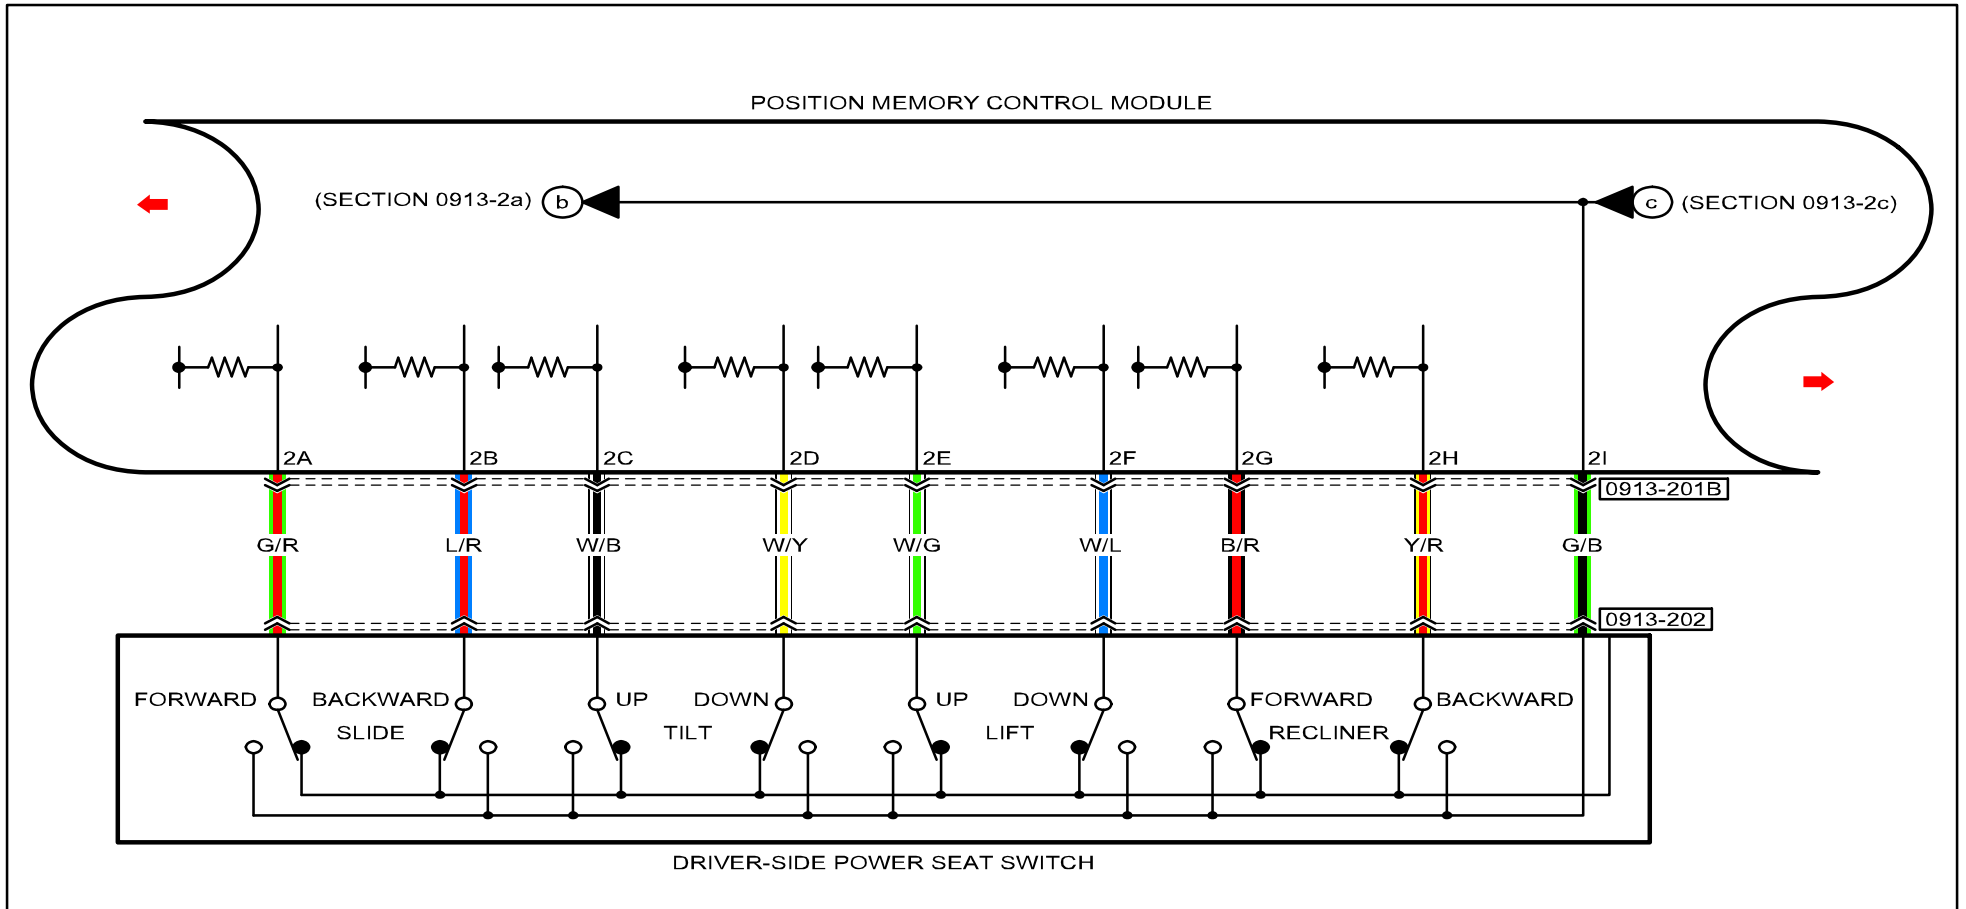 POSITION MEMORY CONTROL MODULE
(SECTION 0913-2a) b c (SECTION 0913-2c)
2A 2B 2C 2D 2E 2F 2G 2H 2I
0913-201B
G/R L/R W/B W/Y W/G W/L B/R Y/R G/B
0913-202
FORWARD BACKWARD UP DOWN UP DOWN FORWARD BACKWARD
SLIDE TILT LIFT RECLINER
DRIVER-SIDE POWER SEAT SWITCH